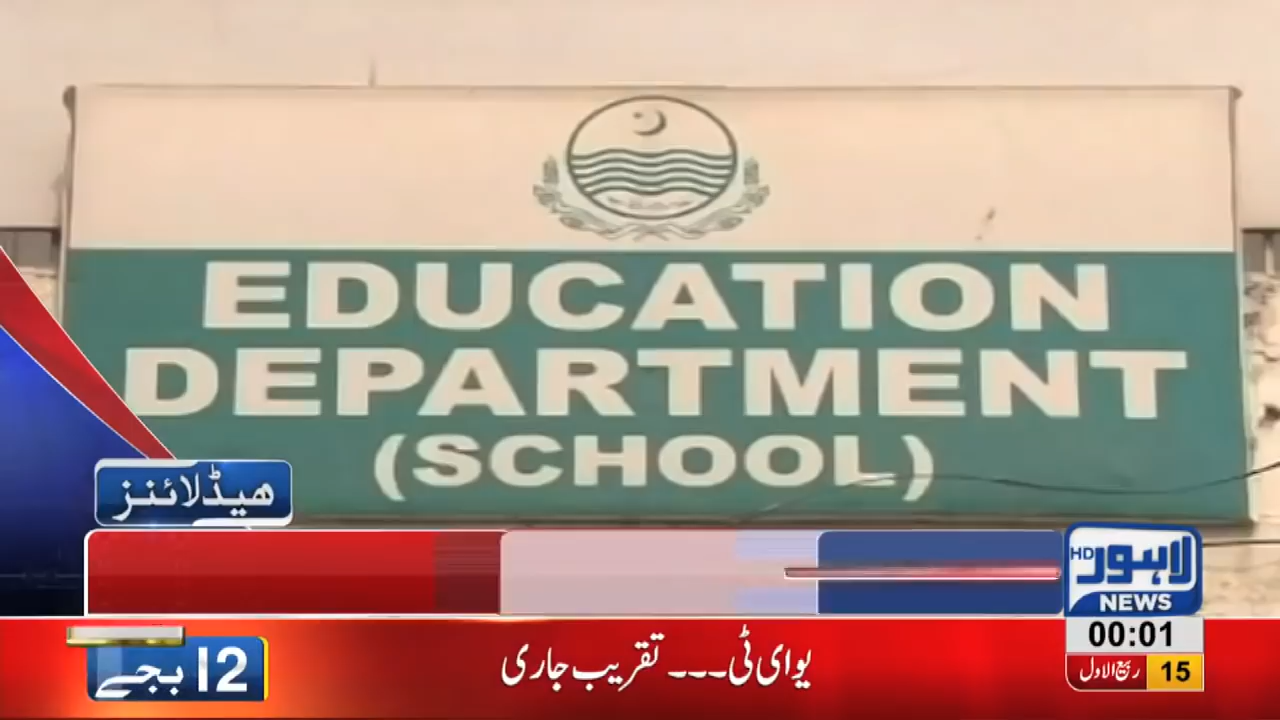 EDUCATION
DEPARTMENT
(SCHOOL)
ہیڈلائنز
HD لاہور
NEWS
00:01
15 ربیع الاول
12 بجے
یو ای ٹی۔۔۔ تقریب جاری